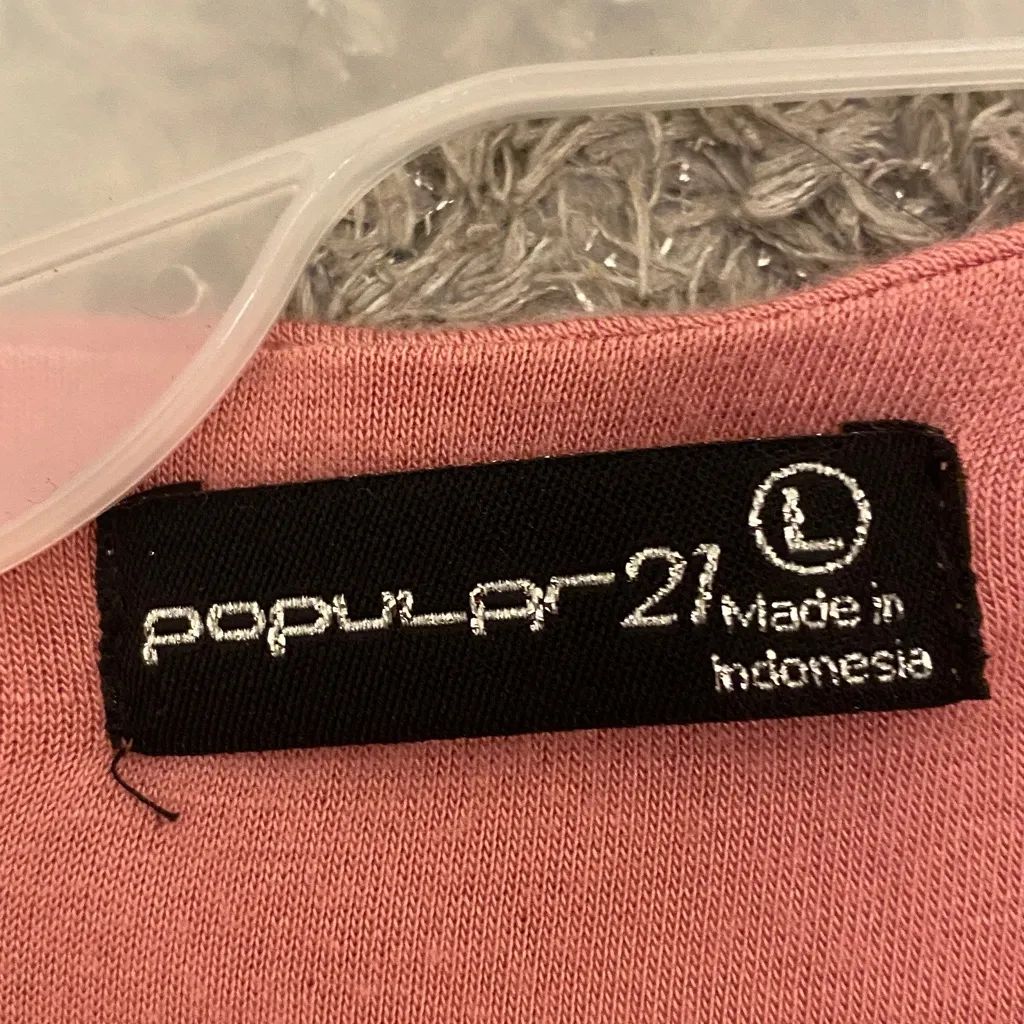 popular 21
L
Made in
indonesia